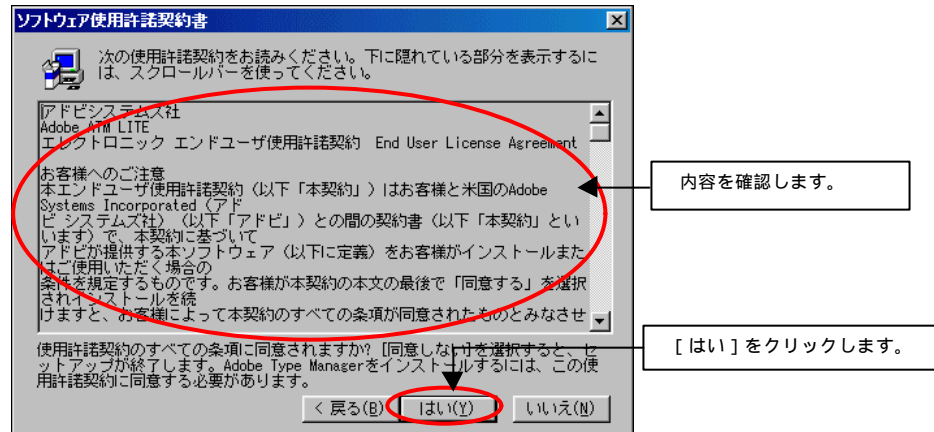 ソフトウェア使用許諾契約書
次の使用許諾契約をお読みください。下に隠れている部分を表示するに
は、スクロールバーを使ってください。
アドビシステムズ社
Adobe ATM LITE
エレクトロニック エンドユーザ使用許諾契約 End User License Agreement
お客様へのご注意
本エンドユーザ使用許諾契約（以下「本契約」）はお客様と米国のAdobe
Systems Incorporated（アド
ビ システムズ社）（以下「アドビ」）との間の契約書（以下「本契約」とい
います）で、本契約に基づいて
アドビが提供する本ソフトウェア（以下に定義）をお客様がインストールまた
はご使用いただく場合の
条件を規定するものです。お客様が本契約の本文の最後で「同意する」を選択
されインストールを続
けますと、お客様によって本契約のすべての条項が同意されたものとみなさせ
内容を確認します。
使用許諾契約のすべての条項に同意されますか？［同意しない］を選択すると、セ
ットアップが終了します。Adobe Type Managerをインストールするには、この使
用許諾契約に同意する必要があります。
［はい］をクリックします。
< 戻る(B)
はい(Y)
いいえ(N)